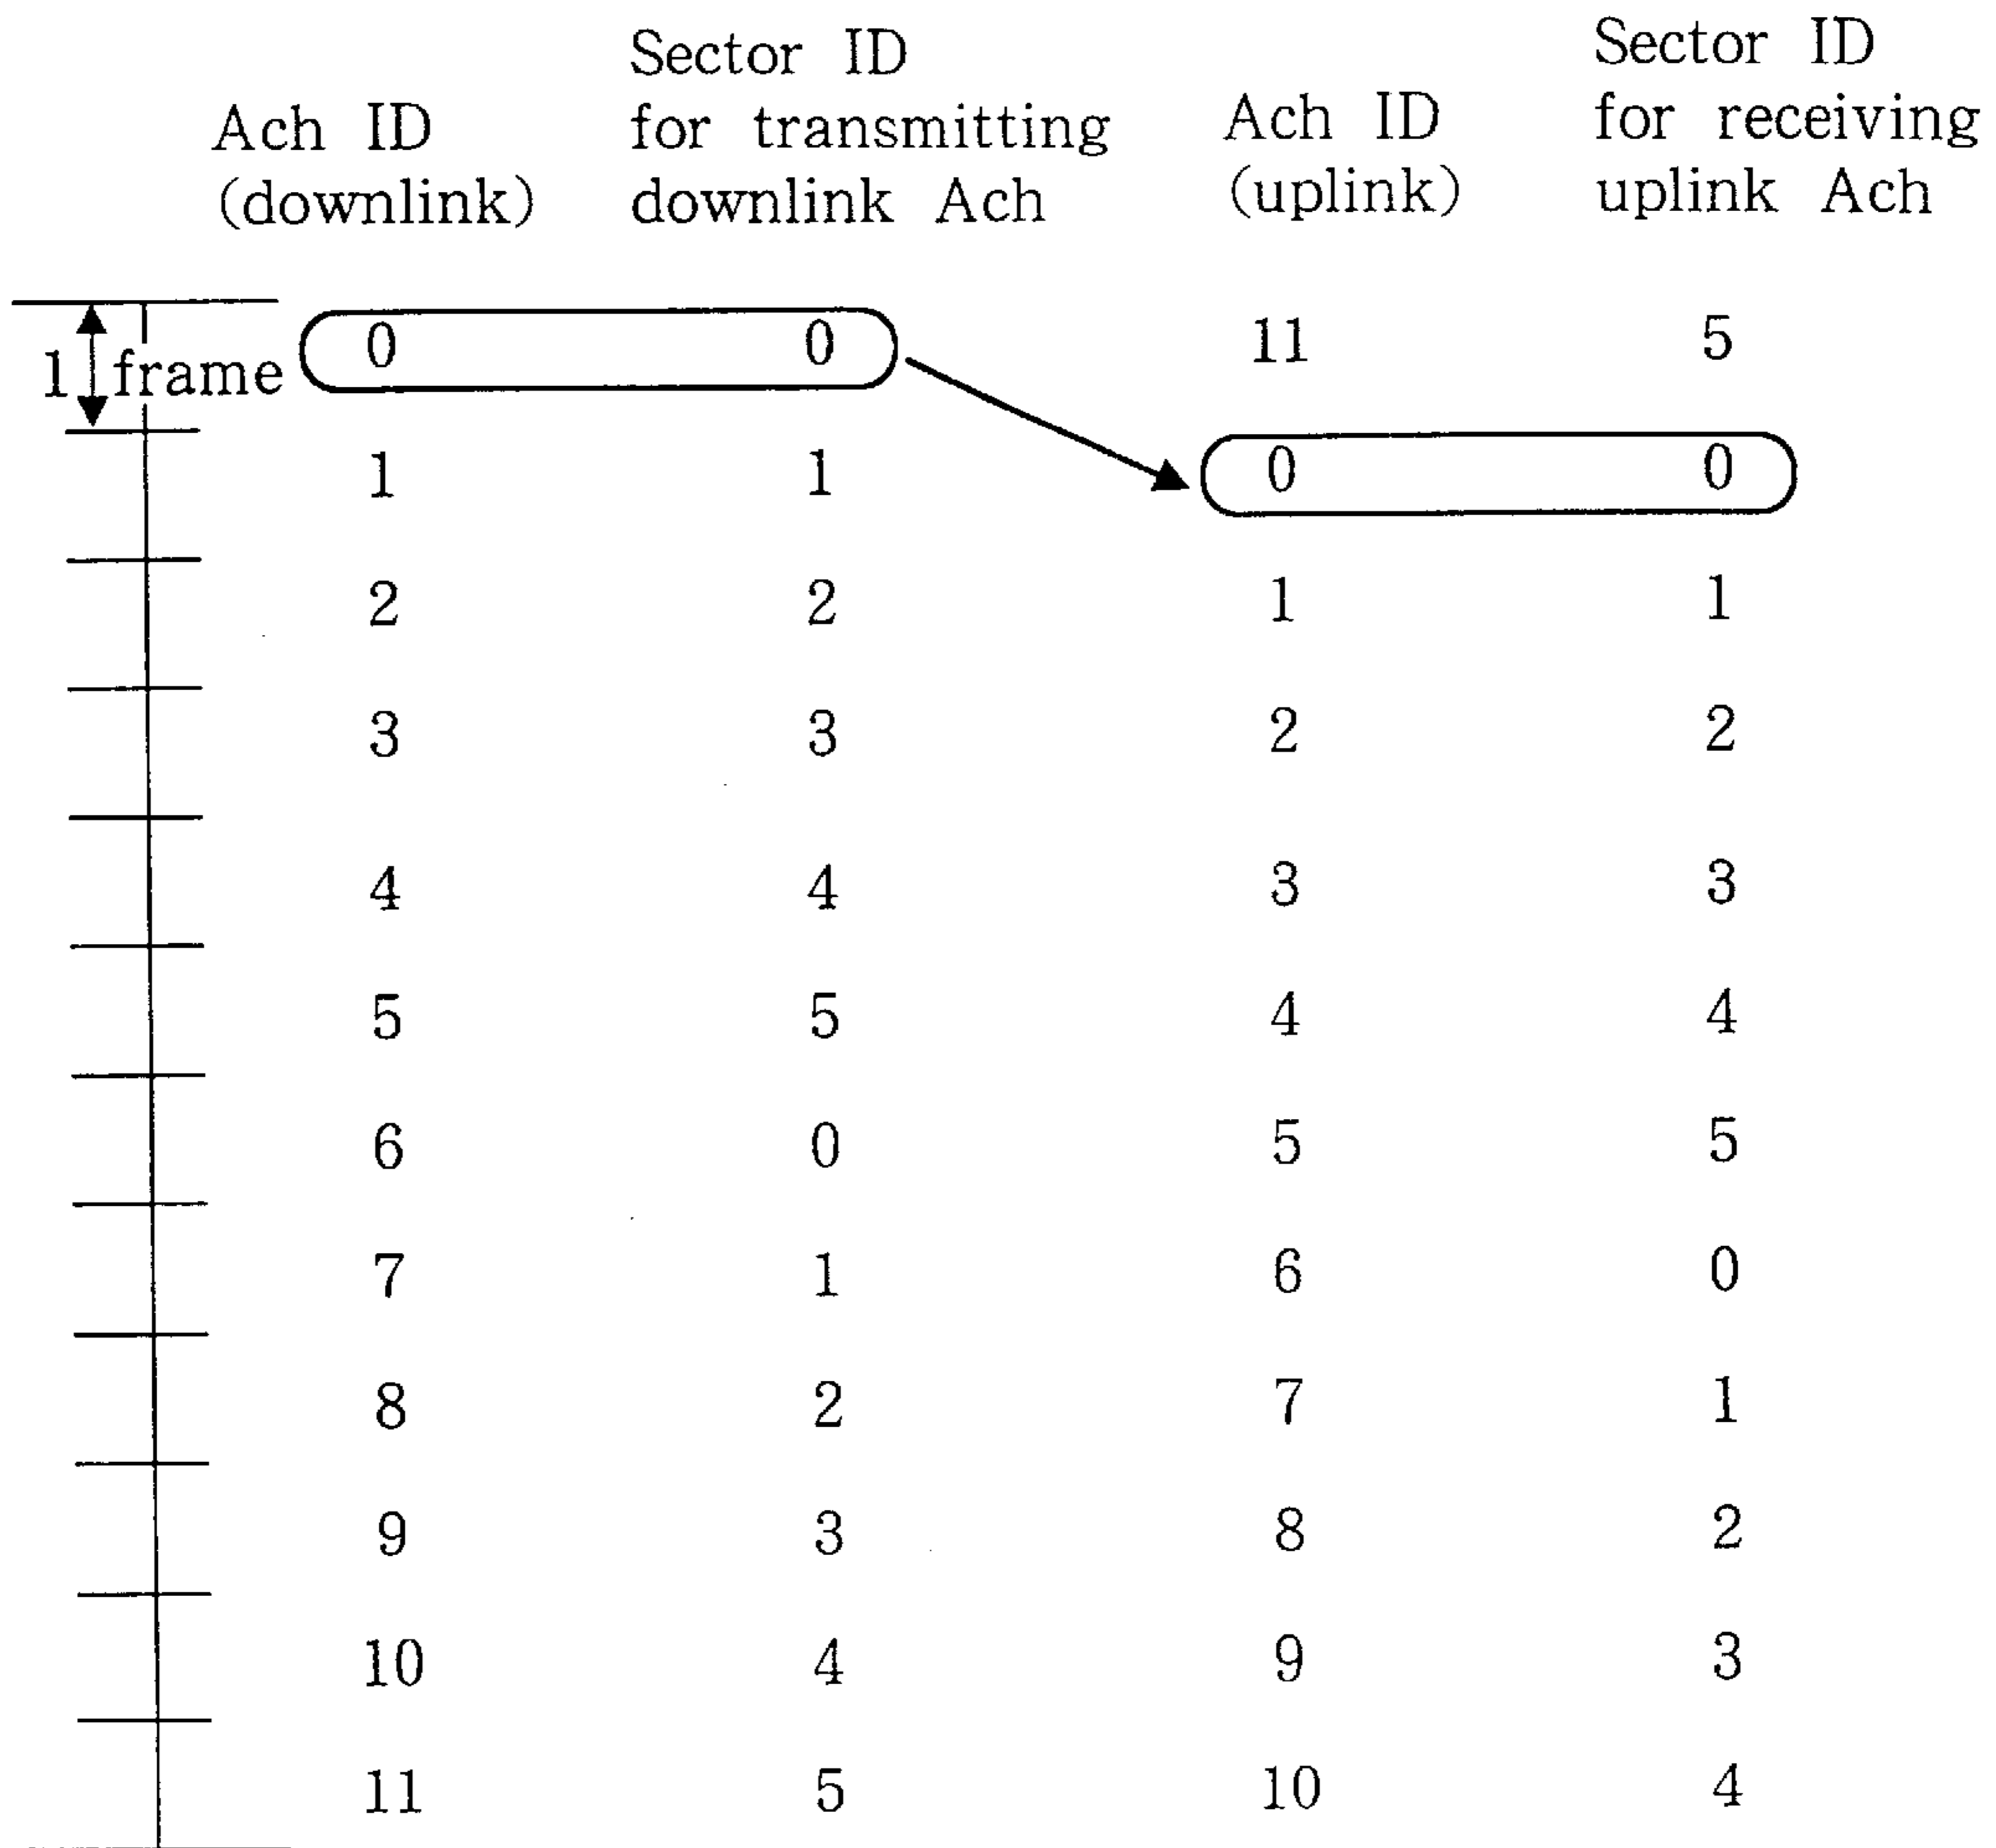 Ach ID
(downlink)
Sector ID
for transmitting
downlink Ach
Ach ID
(uplink)
Sector ID
for receiving
uplink Ach
1 frame
0 0 11 5
1 1 0 0
2 2 1 1
3 3 2 2
4 4 3 3
5 5 4 4
6 0 5 5
7 1 6 0
8 2 7 1
9 3 8 2
10 4 9 3
11 5 10 4